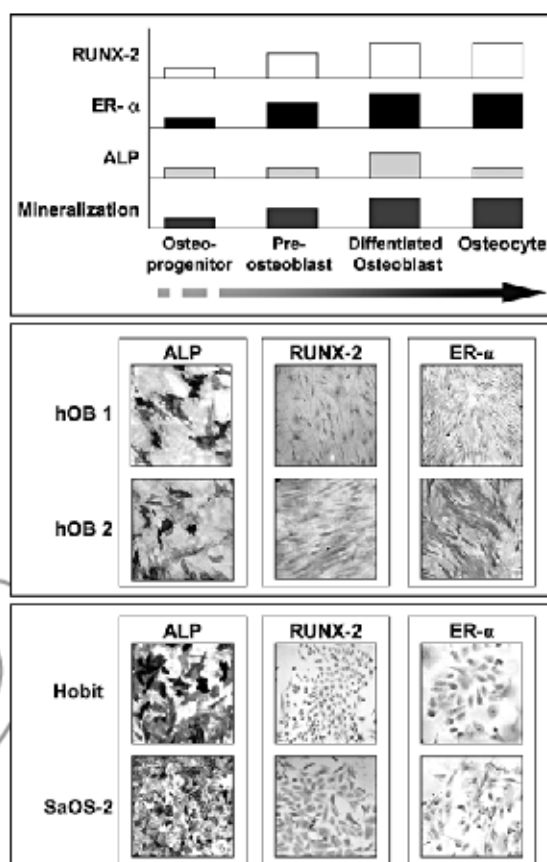 RUNX-2
ER- α
ALP
Mineralization
Osteo-
progenitor
Pre-
osteoblast
Diffentiated
Osteoblast
Osteocyte
ALP RUNX-2 ER-α
hOB 1
hOB 2
ALP RUNX-2 ER-α
Hobit
SaOS-2